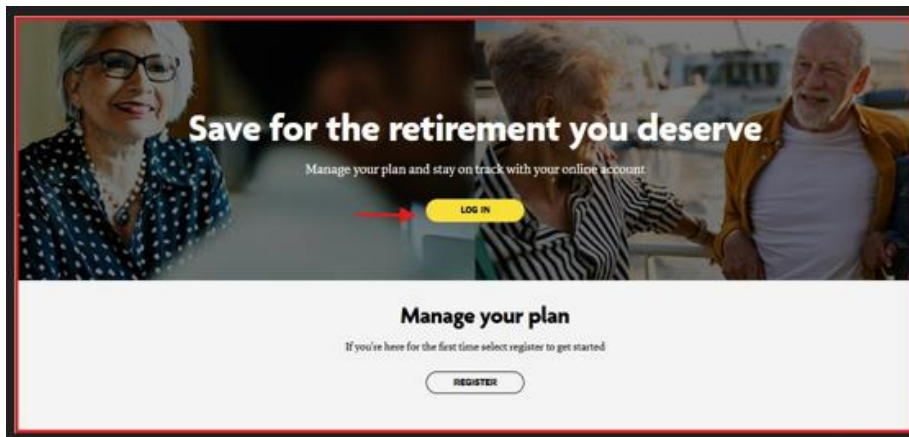 Save for the retirement you deserve
Manage your plan and stay on track with your online account
LOG IN
Manage your plan
If you're here for the first time select register to get started
REGISTER